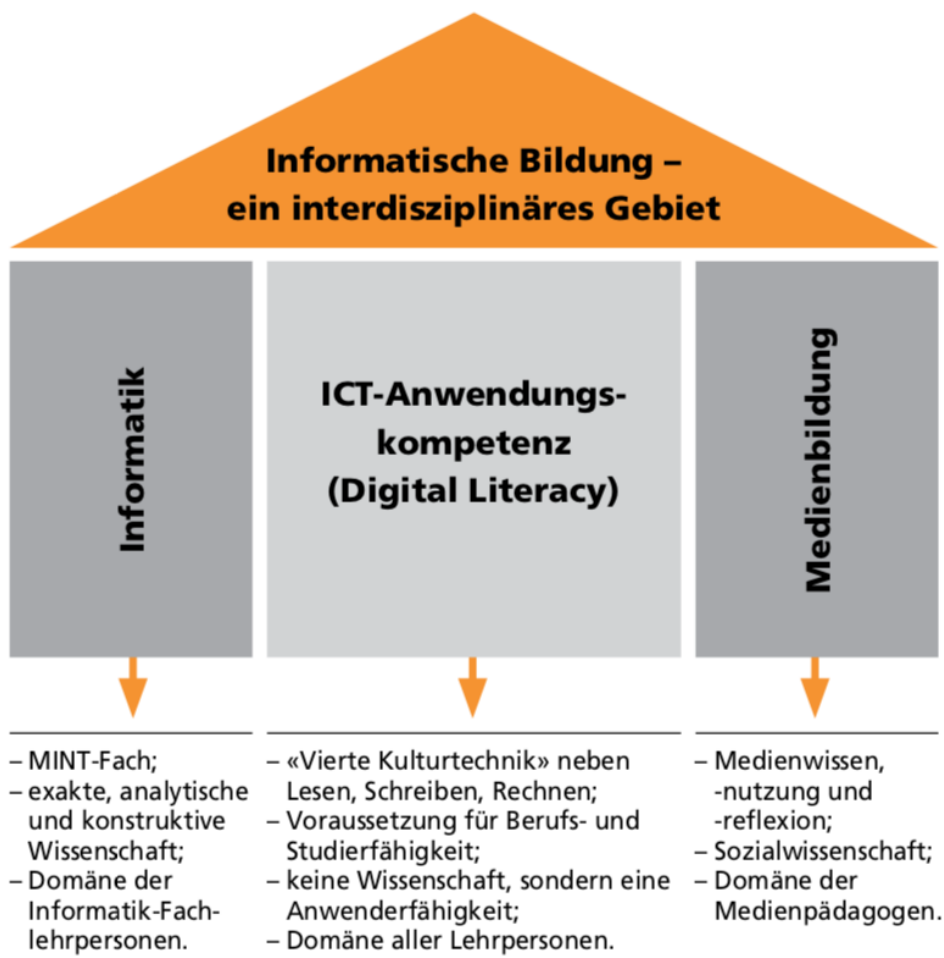 Informatische Bildung –
ein interdisziplinäres Gebiet
Informatik
ICT-Anwendungs-
kompetenz
(Digital Literacy)
Medienbildung
– MINT-Fach;
– exakte, analytische
und konstruktive
Wissenschaft;
– Domäne der
Informatik-Fach-
lehrpersonen.
– «Vierte Kulturtechnik» neben
Lesen, Schreiben, Rechnen;
– Voraussetzung für Berufs- und
Studierfähigkeit;
– keine Wissenschaft, sondern eine
Anwenderfähigkeit;
– Domäne aller Lehrpersonen.
– Medienwissen,
-nutzung und
-reflexion;
– Sozialwissenschaft;
– Domäne der
Medienpädagogen.